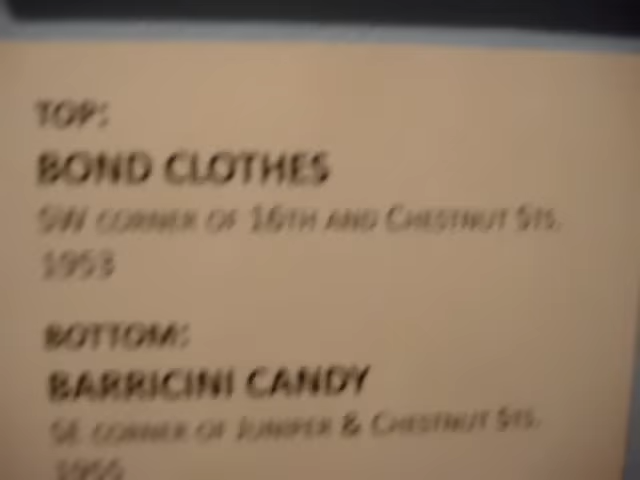 TOP:
BOND CLOTHES
SW CORNER OF 16TH AND CHESTNUT STS.
1953
BOTTOM:
BARRICINI CANDY
SE CORNER OF JUNIPER & CHESTNUT STS.